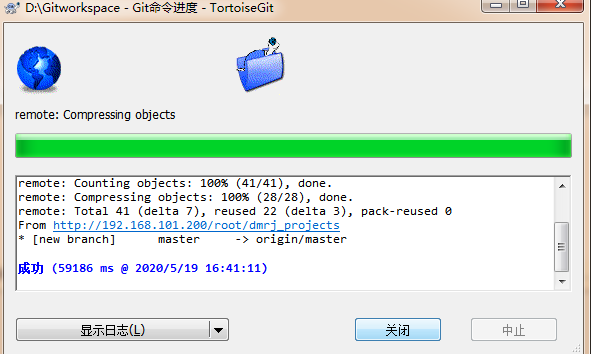 D:\Gitworkspace - Git命令进度 - TortoiseGit
remote: Compressing objects
remote: Counting objects: 100% (41/41), done.
remote: Compressing objects: 100% (28/28), done.
remote: Total 41 (delta 7), reused 22 (delta 3), pack-reused 0
From http://192.168.101.200/root/dmrj_projects
* [new branch]      master     -> origin/master
成功 (59186 ms @ 2020/5/19 16:41:11)
显示日志(L)
关闭
中止